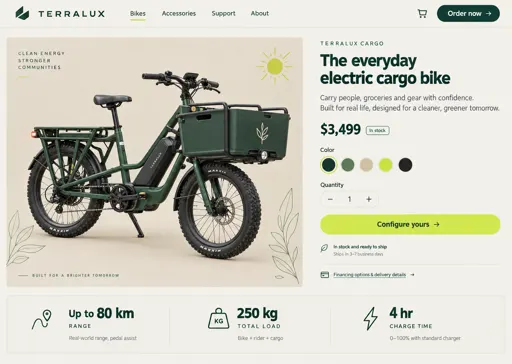 TERRALUX
Bikes
Accessories
Support
About
Order now →
CLEAN ENERGY
STRONGER
COMMUNITIES
BUILT FOR A BRIGHTER TOMORROW
TERRALUX CARGO
The everyday
electric cargo bike
Carry people, groceries and gear with confidence.
Built for real life, designed for a cleaner, greener tomorrow.
$3,499
In stock
Color
Quantity
− 1 +
Configure yours →
In stock and ready to ship
Ships in 3–7 business days
Financing options & delivery details →
Up to 80 km
RANGE
Real-world range, pedal assist
KG
250 kg
TOTAL LOAD
Bike + rider + cargo
4 hr
CHARGE TIME
0–100% with standard charger